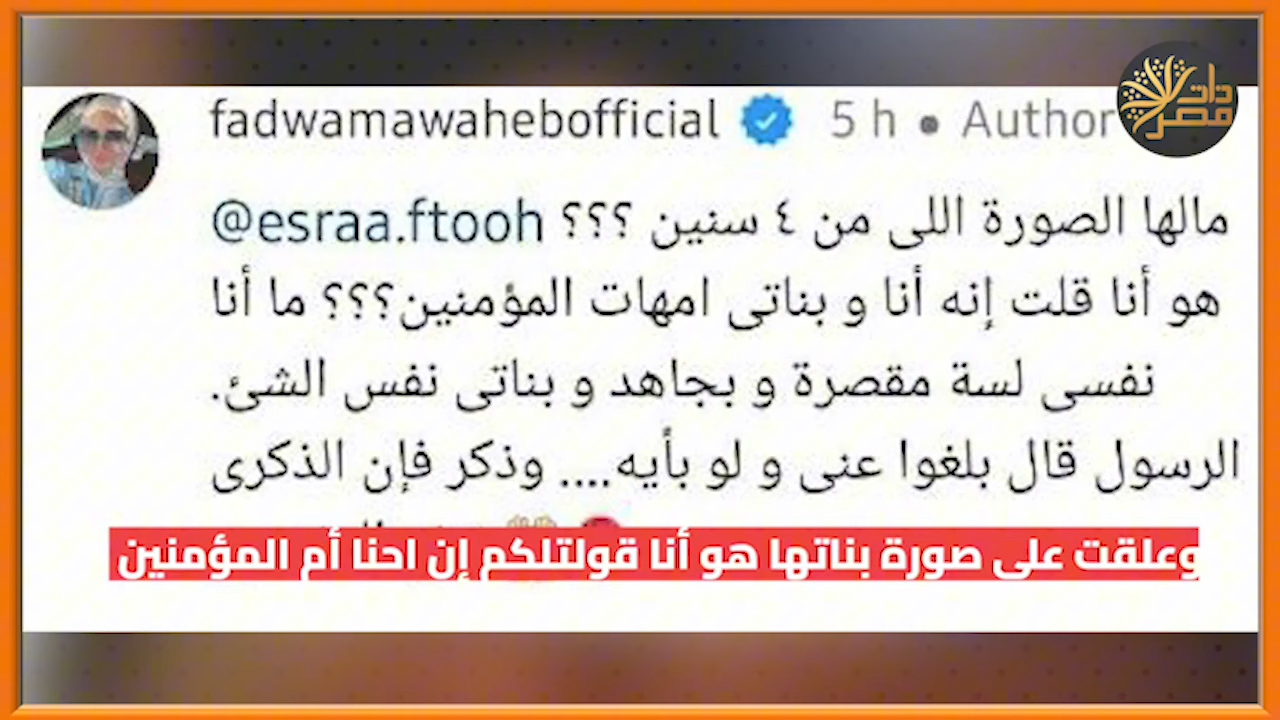 fadwamawahebofficial 5 h • Author
دات مصر
@esraa.ftooh مالها الصورة اللى من ٤ سنين ؟؟؟
هو أنا قلت إنه أنا و بناتى امهات المؤمنين؟؟؟ ما أنا
نفسى لسة مقصرة و بجاهد و بناتى نفس الشئ.
الرسول قال بلغوا عنى و لو بأيه.... وذكر فإن الذكرى
وعلقت على صورة بناتها هو أنا قولتلكم إن احنا أم المؤمنين